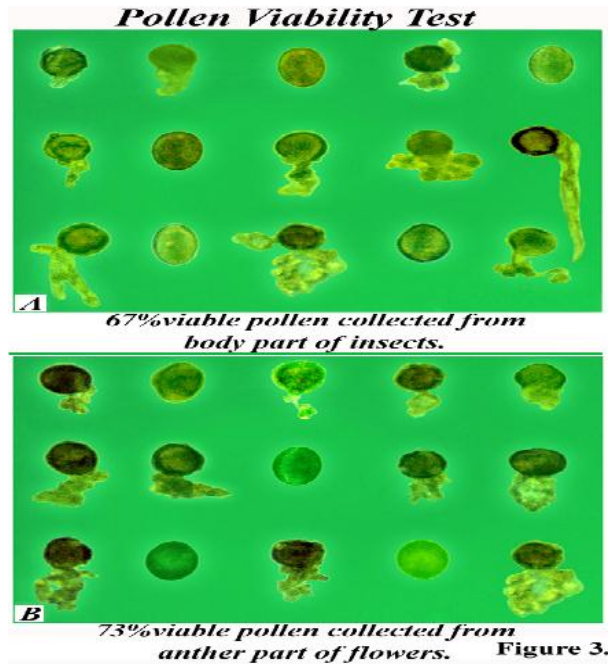 Pollen Viability Test
A
67%viable pollen collected from
body part of insects.
B
73%viable pollen collected from
anther part of flowers.
Figure 3.